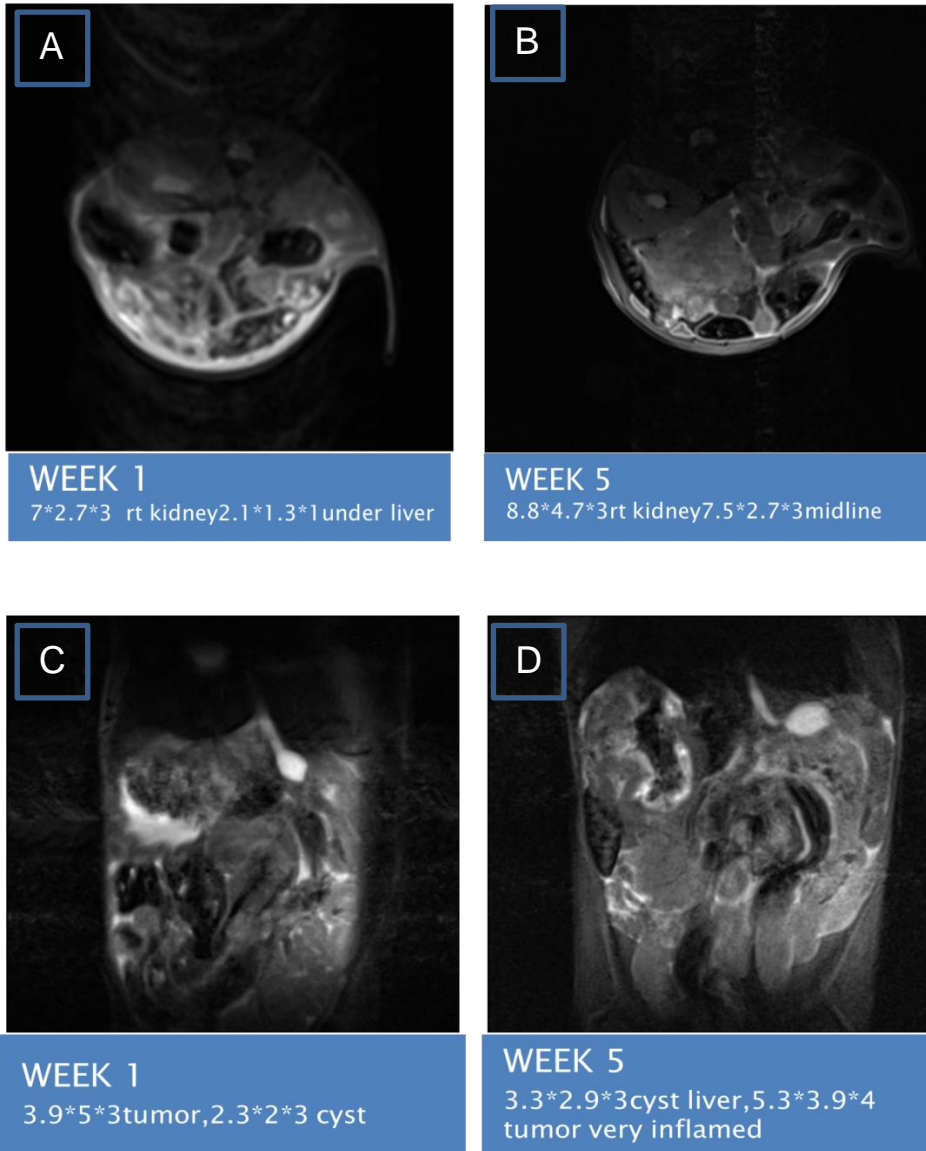 A
B
WEEK 1
7*2.7*3 rt kidney2.1*1.3*1under liver
WEEK 5
8.8*4.7*3rt kidney7.5*2.7*3midline
C
D
WEEK 1
3.9*5*3tumor,2.3*2*3 cyst
WEEK 5
3.3*2.9*3cyst liver,5.3*3.9*4
tumor very inflamed